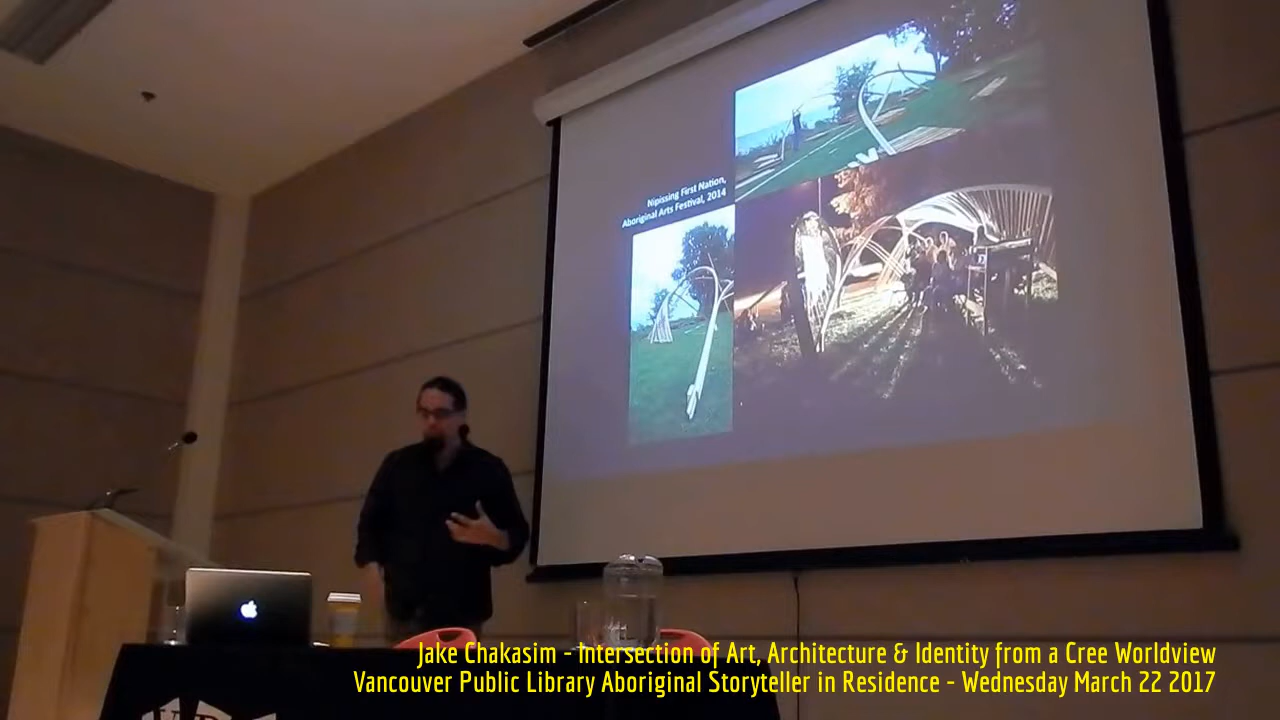 Nipissing First Nation,
Aboriginal Arts Festival, 2014
Jake Chakasim - Intersection of Art, Architecture & Identity from a Cree Worldview
Vancouver Public Library Aboriginal Storyteller in Residence - Wednesday March 22 2017